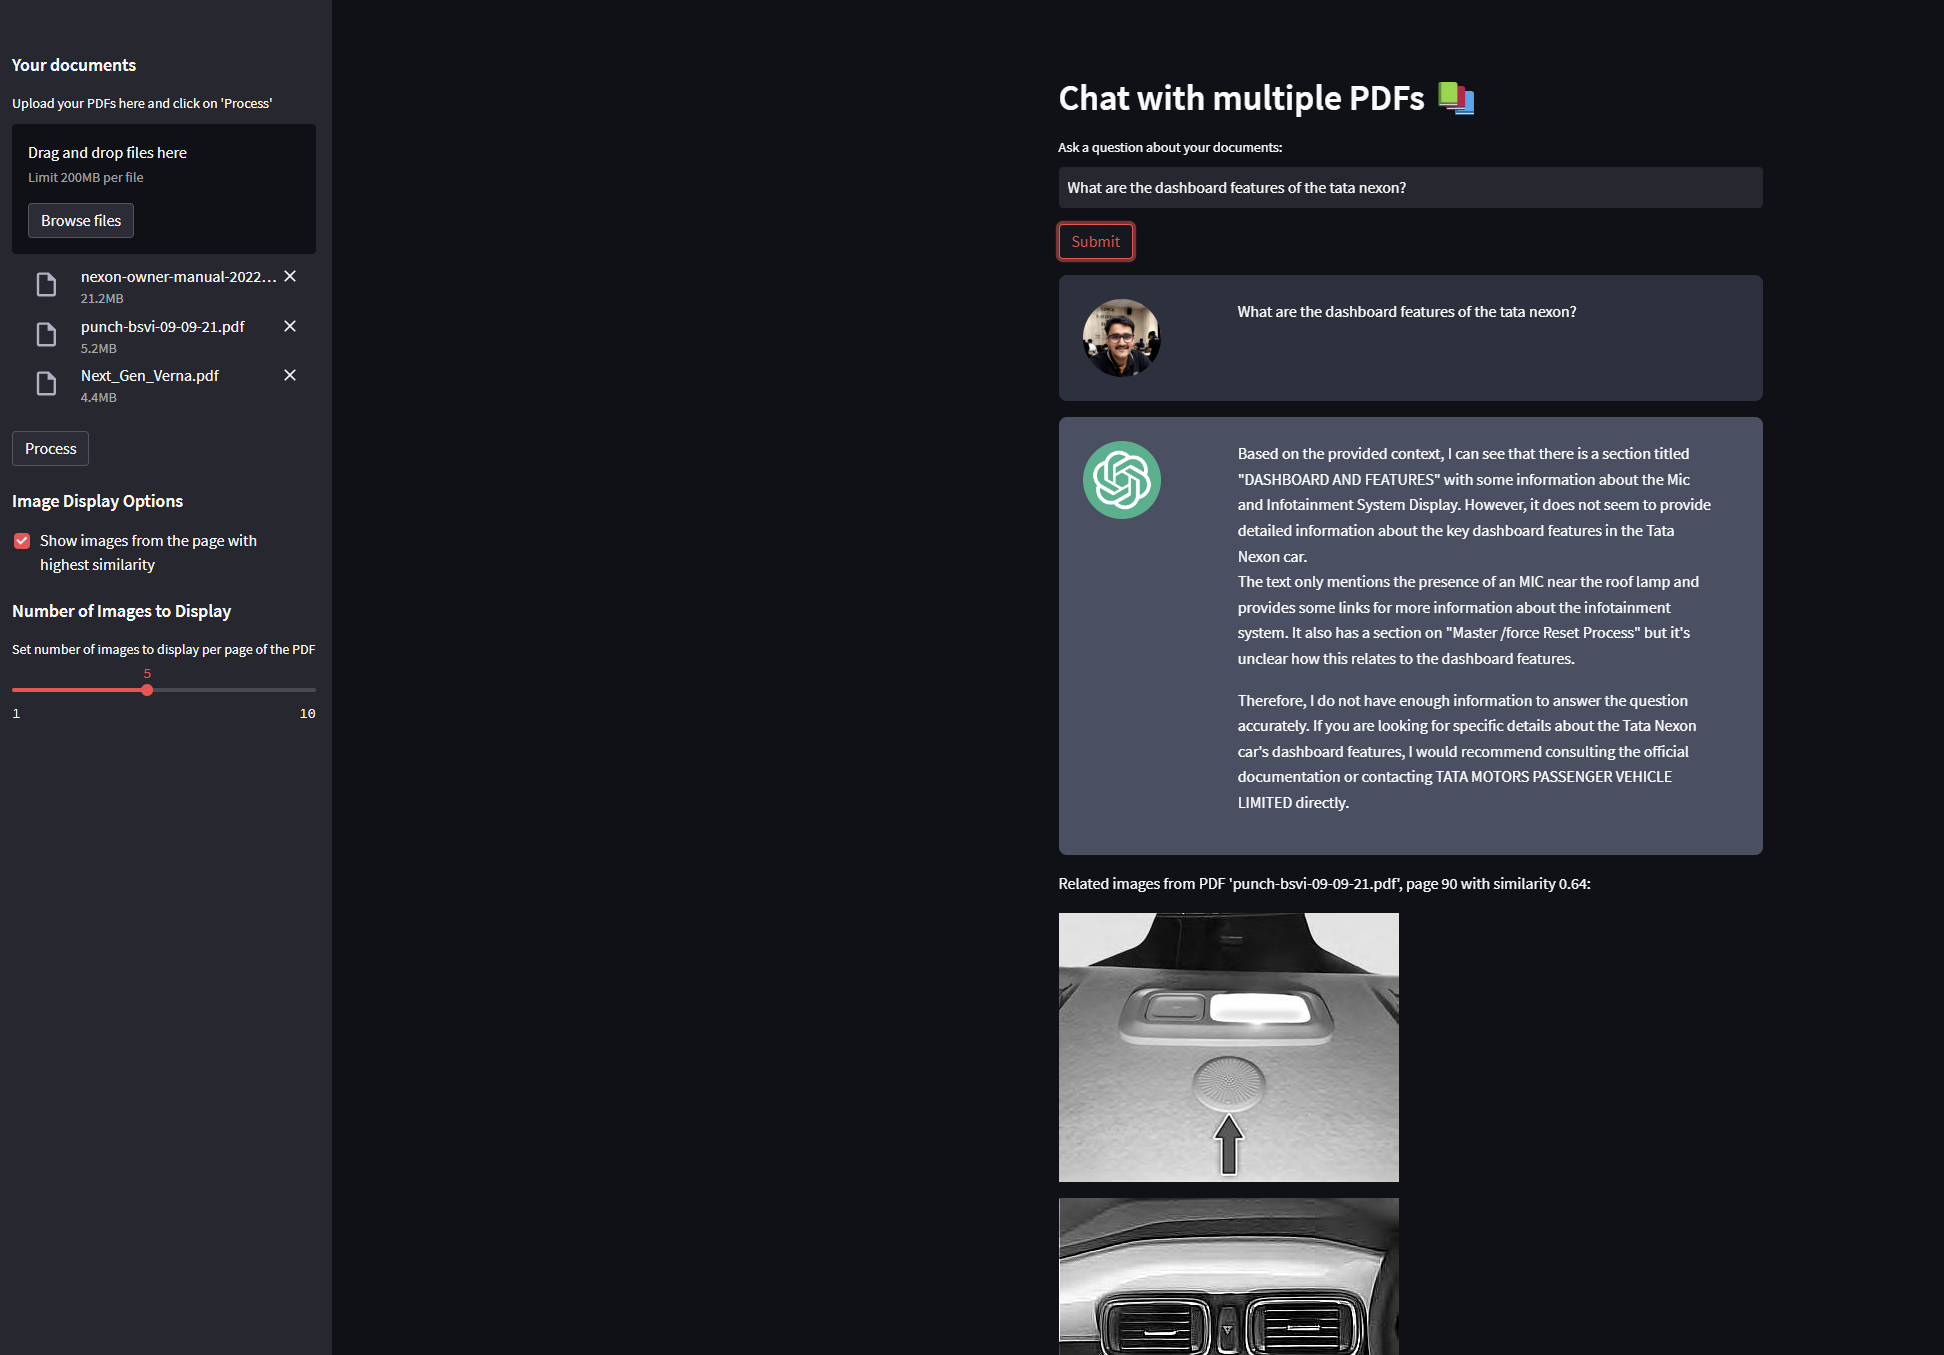 Your documents
Upload your PDFs here and click on 'Process'
Drag and drop files here
Limit 200MB per file
Browse files
nexon-owner-manual-2022...
21.2MB
punch-bsvi-09-09-21.pdf
5.2MB
Next_Gen_Verna.pdf
4.4MB
Process
Image Display Options
Show images from the page with
highest similarity
Number of Images to Display
Set number of images to display per page of the PDF
5
1 10
Chat with multiple PDFs
Ask a question about your documents:
What are the dashboard features of the tata nexon?
Submit
What are the dashboard features of the tata nexon?
Based on the provided context, I can see that there is a section titled
"DASHBOARD AND FEATURES" with some information about the Mic
and Infotainment System Display. However, it does not seem to provide
detailed information about the key dashboard features in the Tata
Nexon car.
The text only mentions the presence of an MIC near the roof lamp and
provides some links for more information about the infotainment
system. It also has a section on "Master /force Reset Process" but it's
unclear how this relates to the dashboard features.
Therefore, I do not have enough information to answer the question
accurately. If you are looking for specific details about the Tata Nexon
car's dashboard features, I would recommend consulting the official
documentation or contacting TATA MOTORS PASSENGER VEHICLE
LIMITED directly.
Related images from PDF 'punch-bsvi-09-09-21.pdf', page 90 with similarity 0.64: